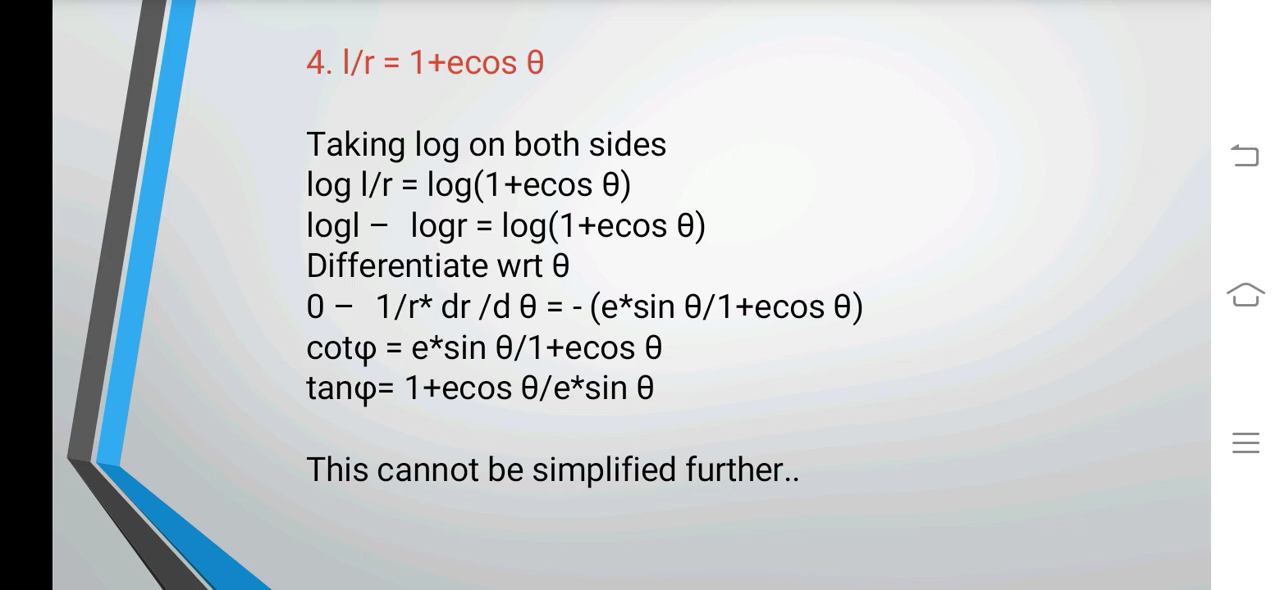 4. l/r = 1+ecos θ
Taking log on both sides
log l/r = log(1+ecos θ)
logl – logr = log(1+ecos θ)
Differentiate wrt θ
0 – 1/r* dr /d θ = - (e*sin θ/1+ecos θ)
cotφ = e*sin θ/1+ecos θ
tanφ= 1+ecos θ/e*sin θ
This cannot be simplified further..